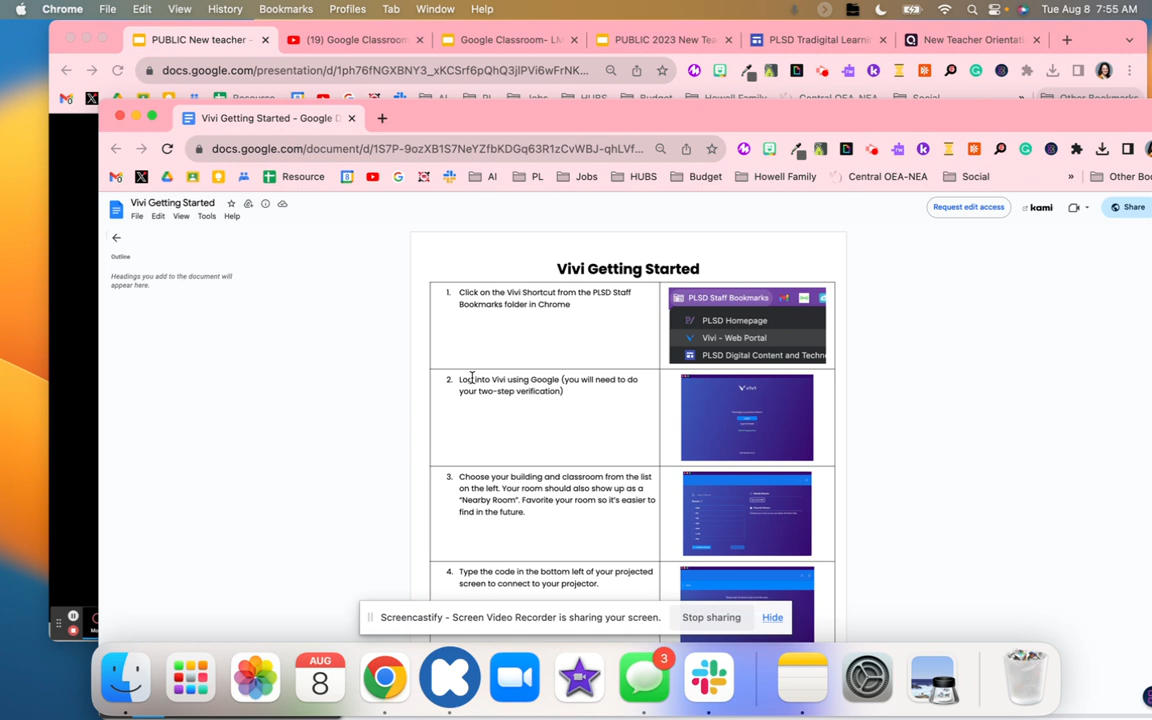 Chrome File Edit View History Bookmarks Profiles Tab Window Help Tue Aug 8 7:55 AM
PUBLIC New teacher - (19) Google Classroom Google Classroom- LM PUBLIC 2023 New Tea PLSD Tradigital Learni New Teacher Orientati
docs.google.com/presentation/d/1ph76fNGXBNY3_xKCSrf6pQhQ3jlPVi6wFrNK...
Vivi Getting Started - Google D
docs.google.com/document/d/1S7P-9ozXB1S7NeYZfbKDGq63R1zCvWBJ-qhLVf...
Resource AI PL Jobs HUBS Budget Howell Family Central OEA-NEA Social » Other Boo
Vivi Getting Started
File Edit View Tools Help
Request edit access kami Share
Outline
Headings you add to the document will
appear here.
Vivi Getting Started
1. Click on the Vivi Shortcut from the PLSD Staff
Bookmarks folder in Chrome
PLSD Staff Bookmarks
PLSD Homepage
Vivi - Web Portal
PLSD Digital Content and Techn
2. Log into Vivi using Google (you will need to do
your two-step verification)
vivi
3. Choose your building and classroom from the list
on the left. Your room should also show up as a
“Nearby Room”. Favorite your room so it's easier to
find in the future.
4. Type the code in the bottom left of your projected
screen to connect to your projector.
Screencastify - Screen Video Recorder is sharing your screen. Stop sharing Hide
AUG
8
3